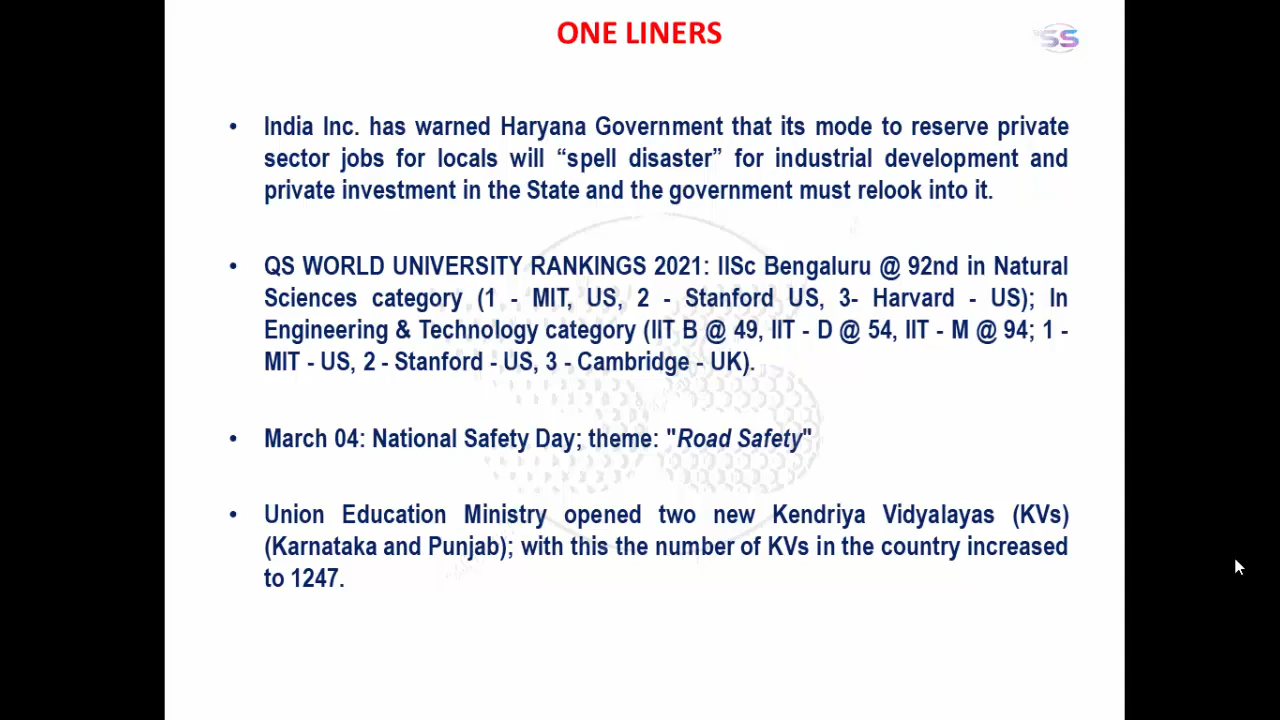 ONE LINERS
SS
• India Inc. has warned Haryana Government that its mode to reserve private
sector jobs for locals will “spell disaster” for industrial development and
private investment in the State and the government must relook into it.
• QS WORLD UNIVERSITY RANKINGS 2021: IISc Bengaluru @ 92nd in Natural
Sciences category (1 - MIT, US, 2 - Stanford US, 3- Harvard - US); In
Engineering & Technology category (IIT B @ 49, IIT - D @ 54, IIT - M @ 94; 1 -
MIT - US, 2 - Stanford - US, 3 - Cambridge - UK).
• March 04: National Safety Day; theme: "Road Safety"
• Union Education Ministry opened two new Kendriya Vidyalayas (KVs)
(Karnataka and Punjab); with this the number of KVs in the country increased
to 1247.